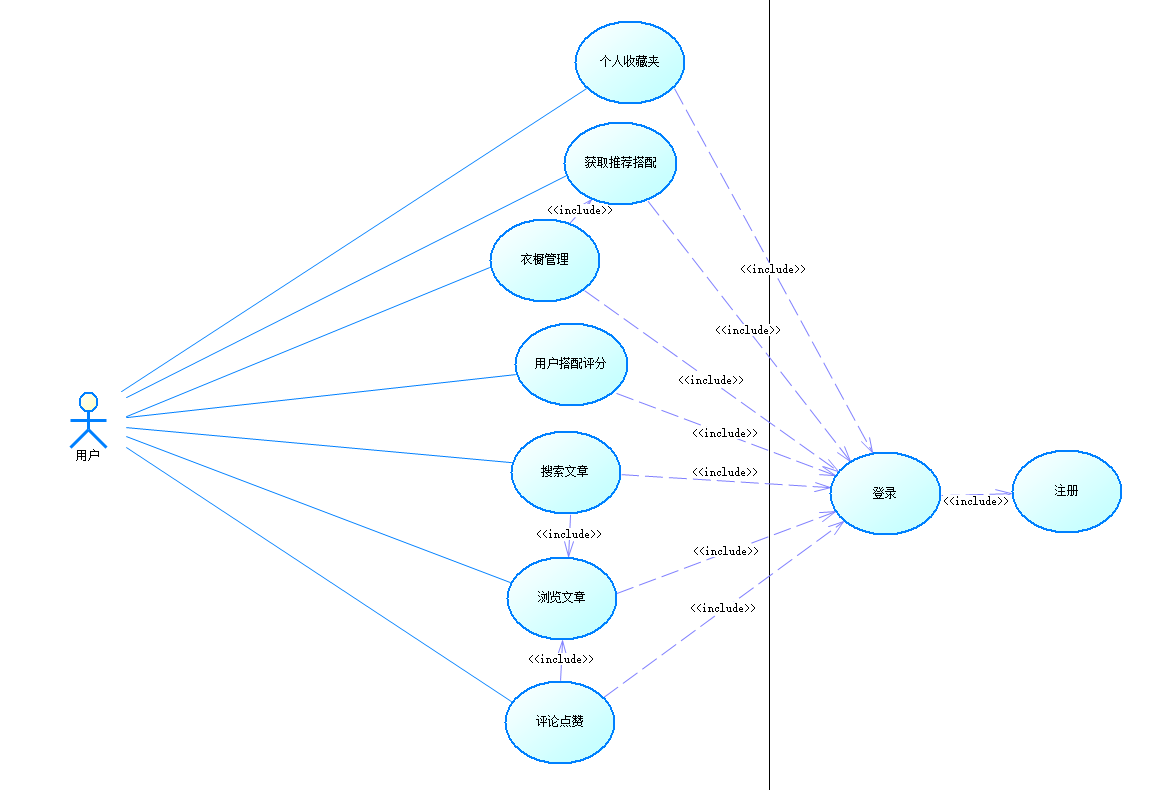 个人收藏夹
获取推荐搭配
<<include>>
衣橱管理
<<include>>
<<include>>
用户搭配评分
<<include>>
<<include>>
用户
搜索文章
<<include>>
登录
注册
<<include>>
<<include>>
<<include>>
浏览文章
<<include>>
<<include>>
评论点赞